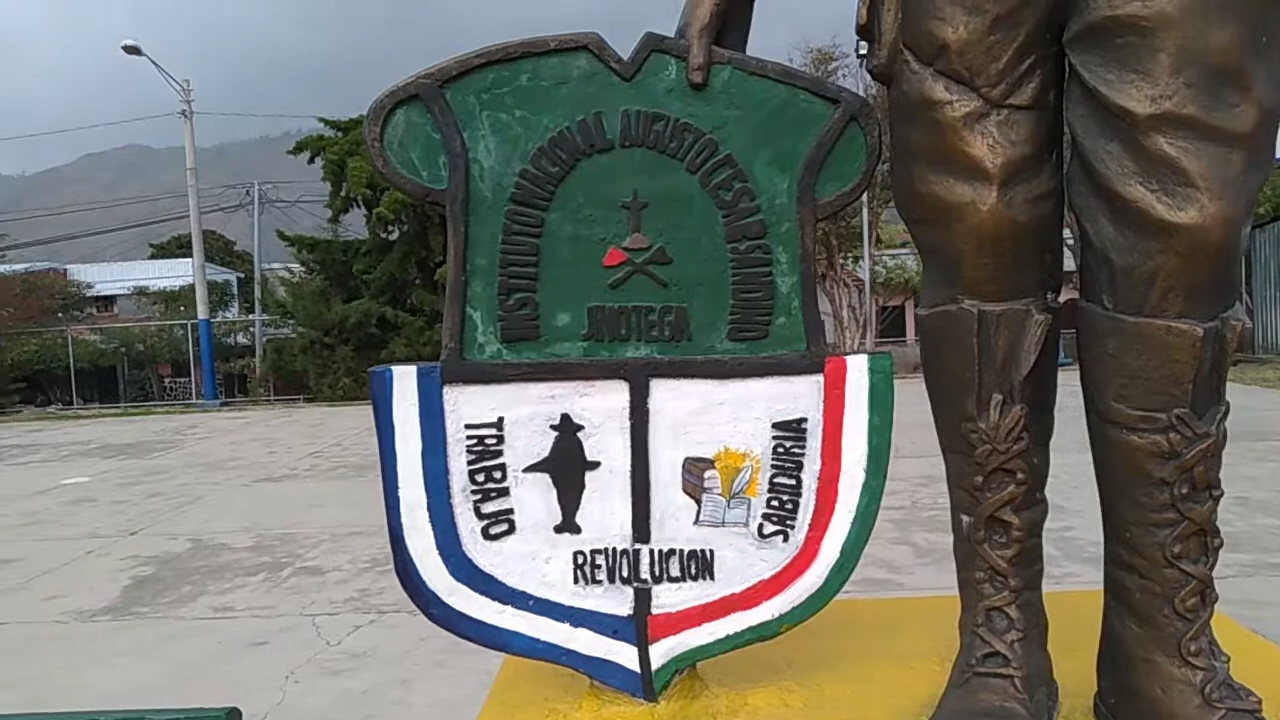 INSTITUTO NACIONAL AUGUSTO CESAR SANDINO
JINOTEGA
TRABAJO
SABIDURIA
REVOLUCION